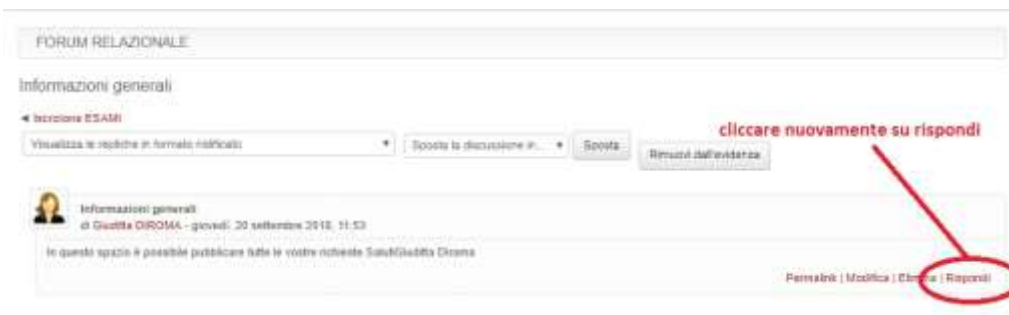 FORUM RELAZIONALE
Informazioni generali
◄ Iscrizione ESAMI
cliccare nuovamente su rispondi
Visualizza le repliche in formato nidificato
Sposta la discussione in...
Sposta
Rimuovi dall'evidenza
Informazioni generali
di Giuditta DIROMA - giovedì, 20 settembre 2018, 11:53
In questo spazio è possibile pubblicare tutte le vostre richieste SalutiGiuditta Diroma
Permalink | Modifica | Elimina | Rispondi